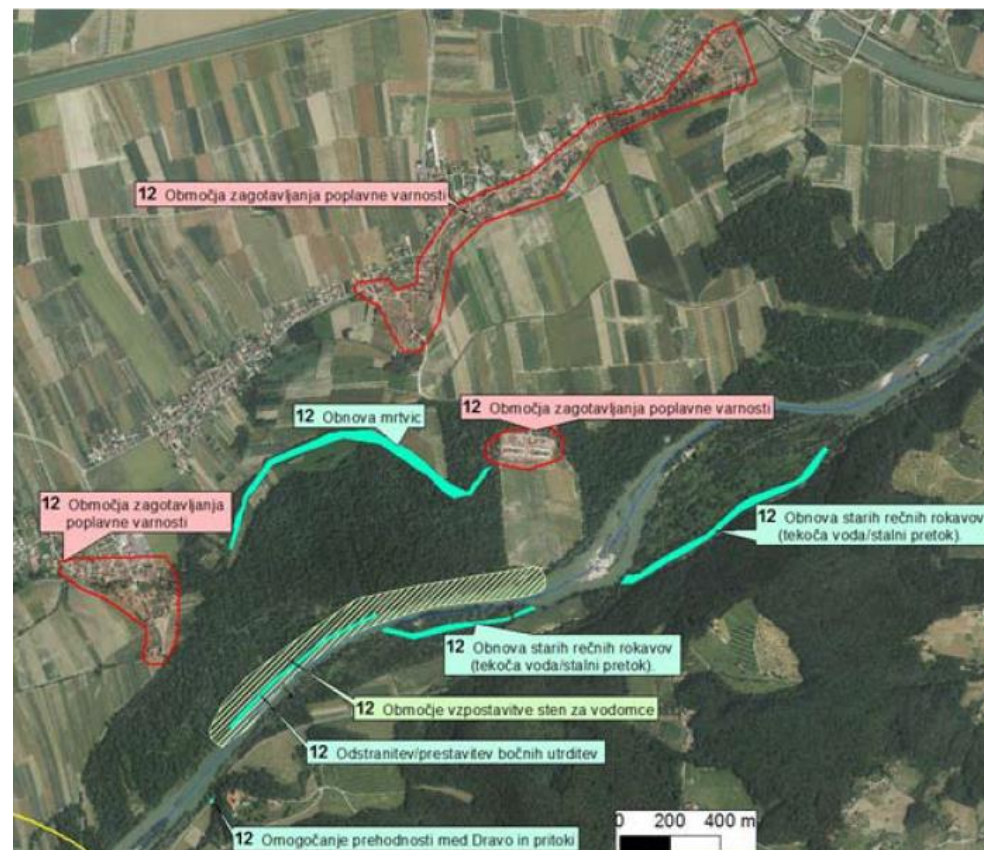 12 Območja zagotavljanja poplavne varnosti
12 Obnova mrtvic
12 Območja zagotavljanja poplavne varnosti
12 Območja zagotavljanja
poplavne varnosti
12 Obnova starih rečnih rokavov
(tekoča voda/stalni pretok).
12 Obnova starih rečnih rokavov
(tekoča voda/stalni pretok).
12 Območje vzpostavitve sten za vodomce
12 Odstranitev/prestavitev bočnih utrditev
12 Omogočanje prehodnosti med Dravo in pritoki
0 200 400 m